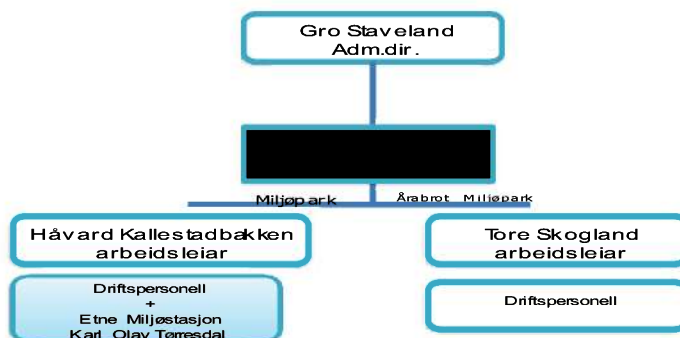 Gro Staveland
Adm.dir.
Miljøpark
Årabrot Miljøpark
Håvard Kallestadbakken
arbeidsleiar
Tore Skogland
arbeidsleiar
Driftspersonell
+
Etne Miljøstasjon
Karl Olav Tørresdal
Driftspersonell